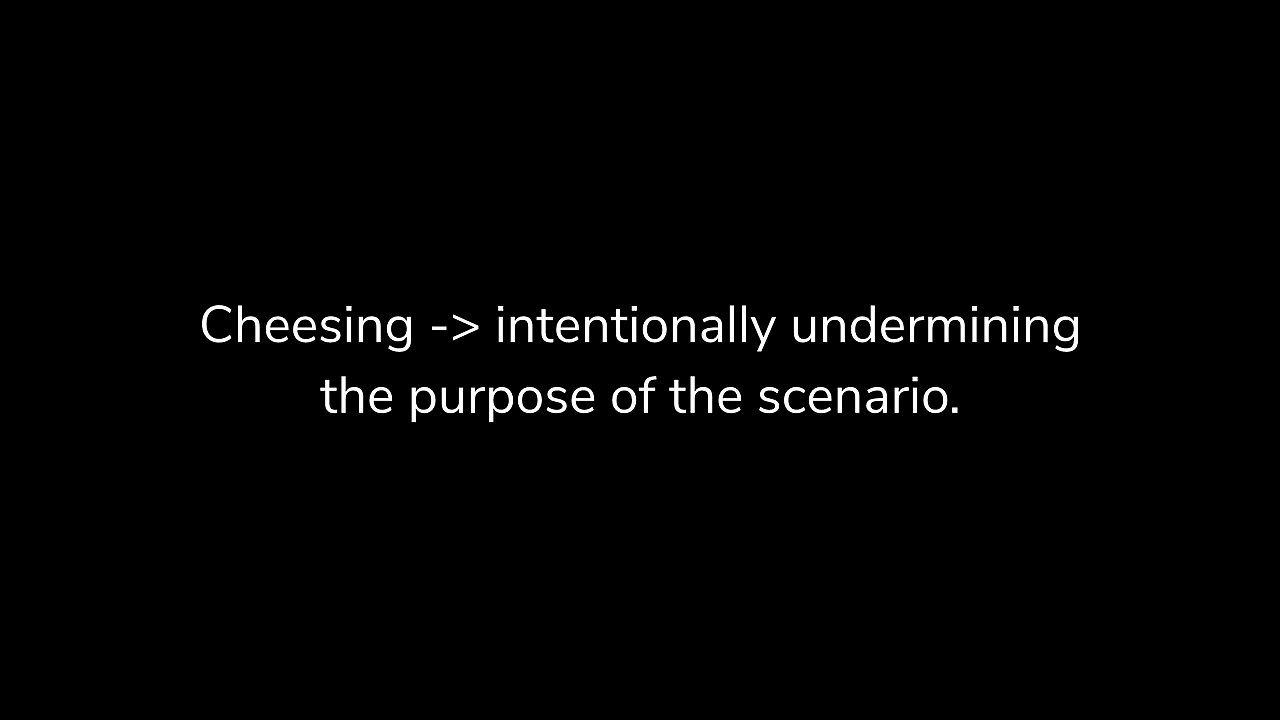 Cheesing -> intentionally undermining
the purpose of the scenario.